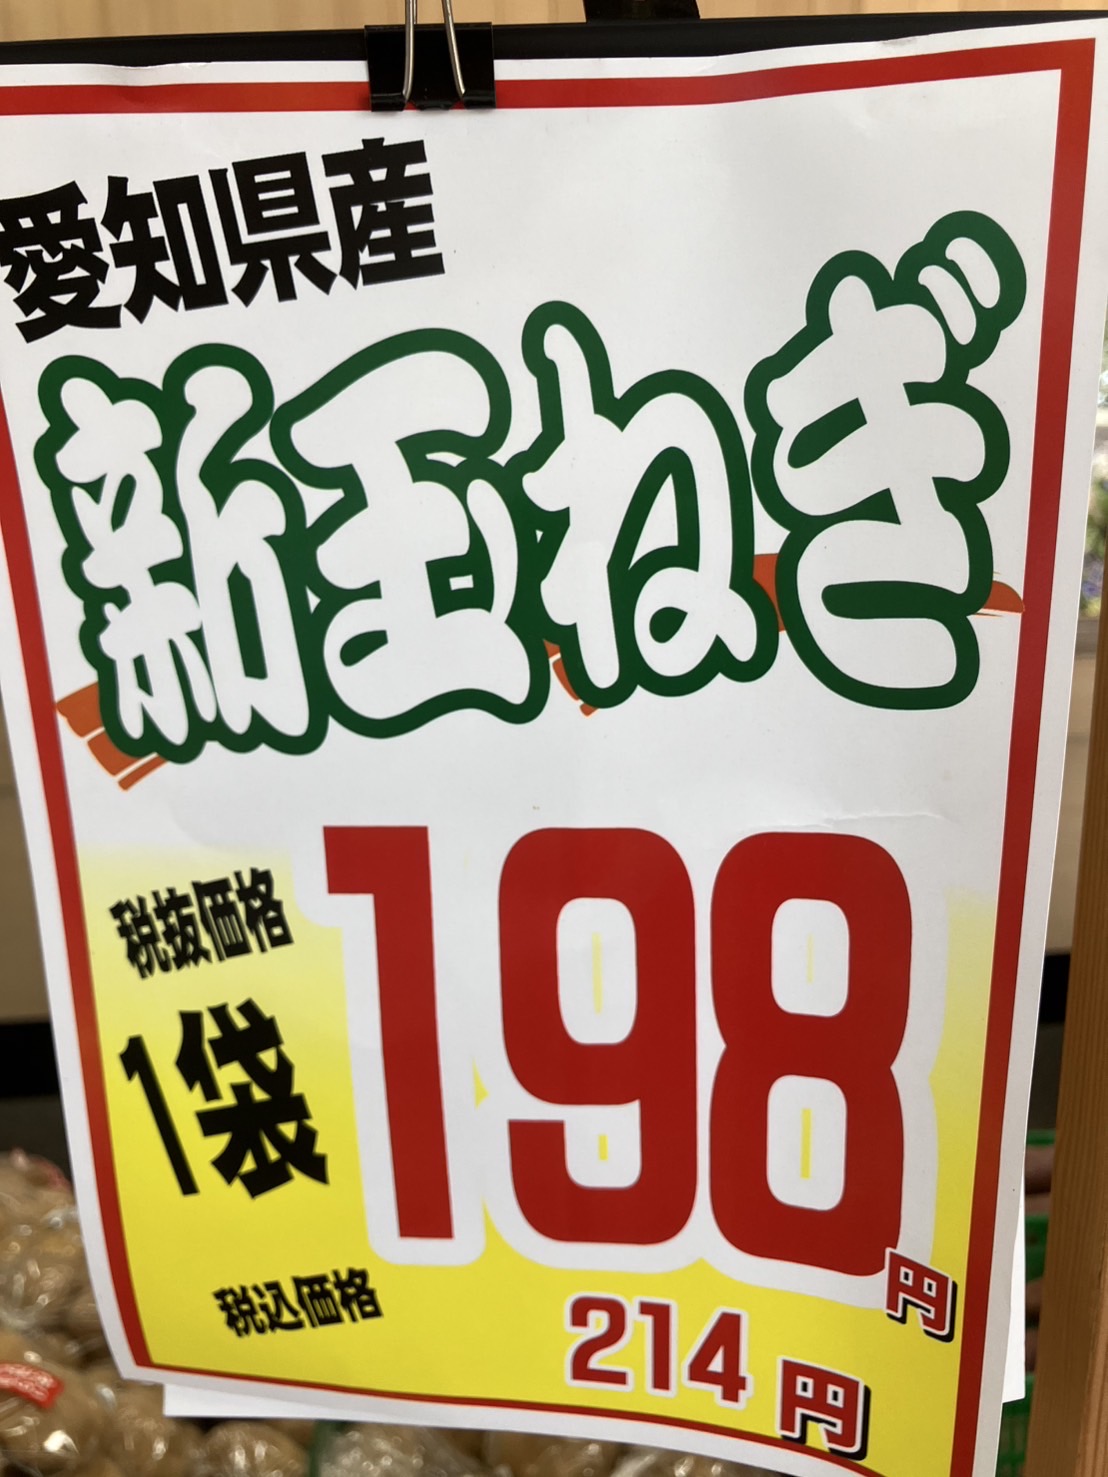 愛知県産
新玉ねぎ
税抜価格
1袋
198円
税込価格
214円